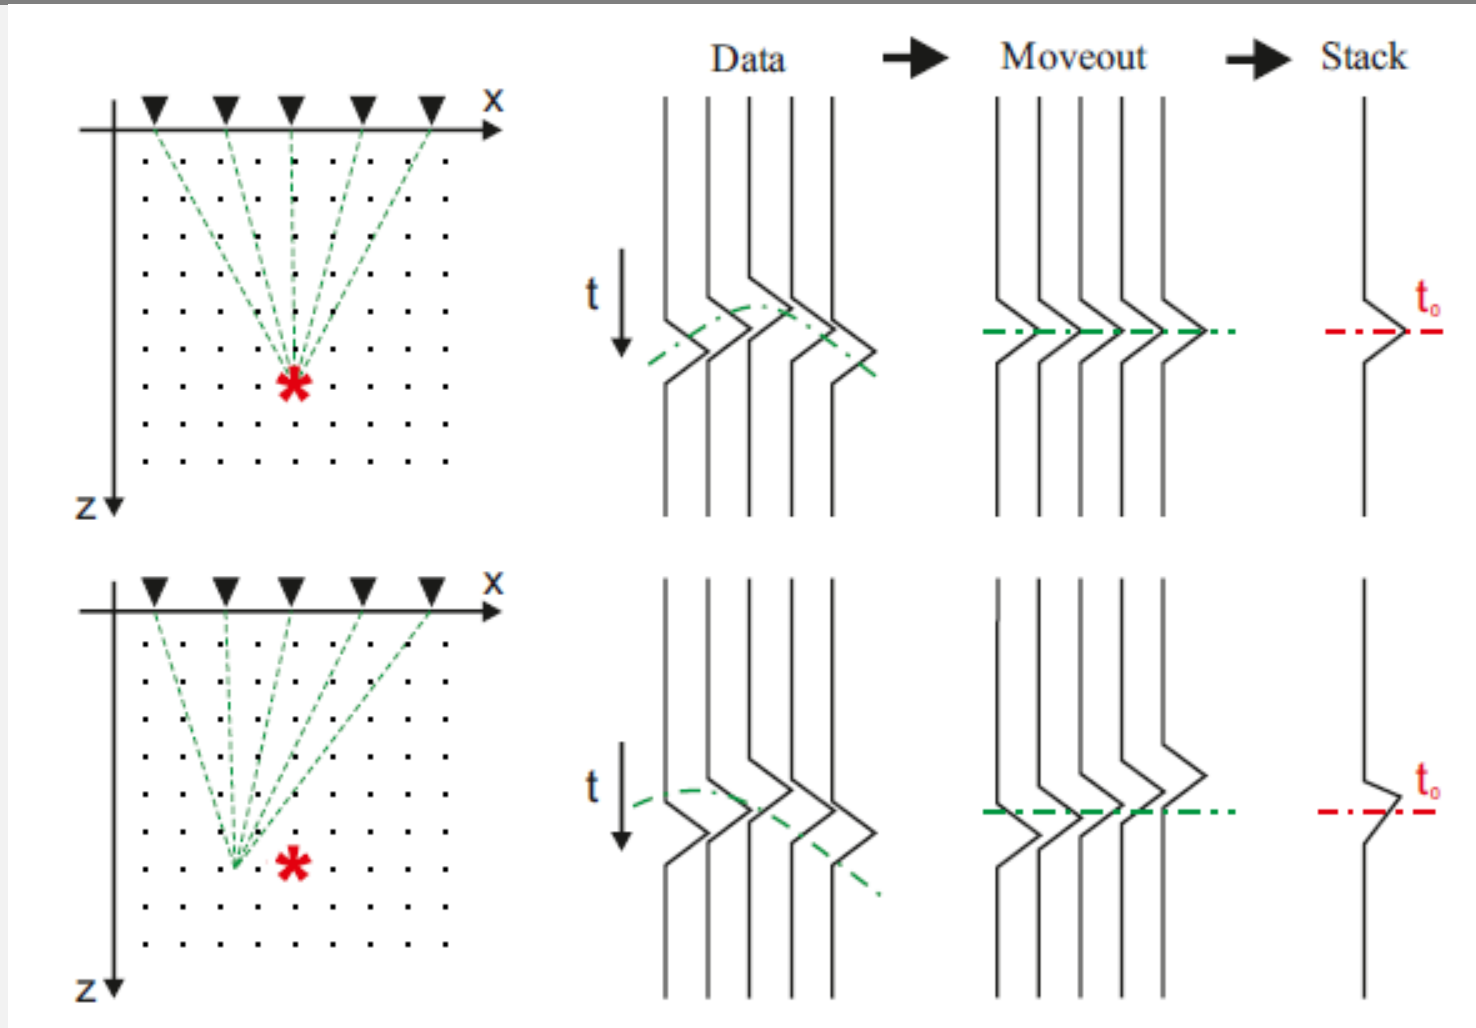 Data → Moveout → Stack
x
t
t₀
z
x
t
t₀
z